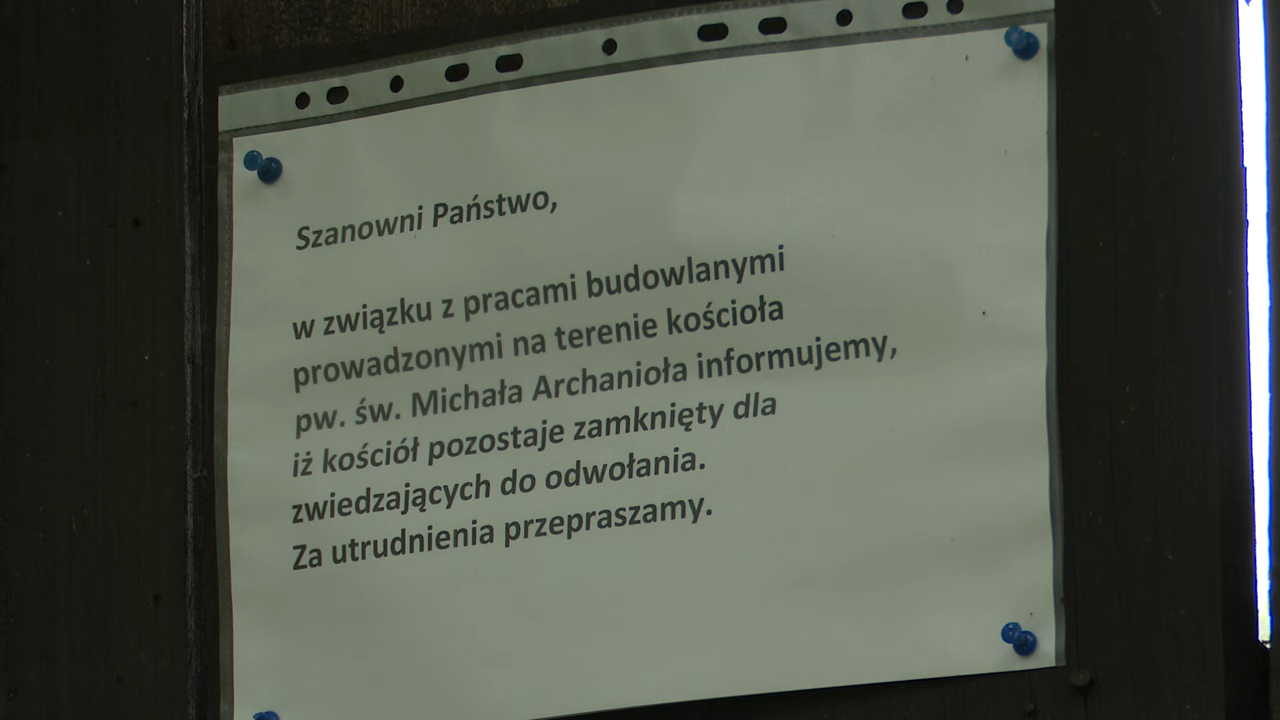 Szanowni Państwo,
w związku z pracami budowlanymi
prowadzonymi na terenie kościoła
pw. św. Michała Archanioła informujemy,
iż kościół pozostaje zamknięty dla
zwiedzających do odwołania.
Za utrudnienia przepraszamy.